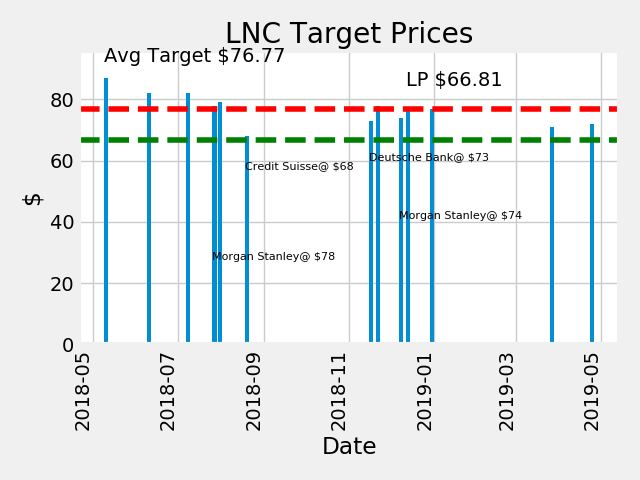 LNC Target Prices
Avg Target $76.77
LP $66.81
80
60
40
20
0
$
Deutsche Bank@ $73
Credit Suisse@ $68
Morgan Stanley@ $74
Morgan Stanley@ $78
2018-05
2018-07
2018-09
2018-11
2019-01
2019-03
2019-05
Date